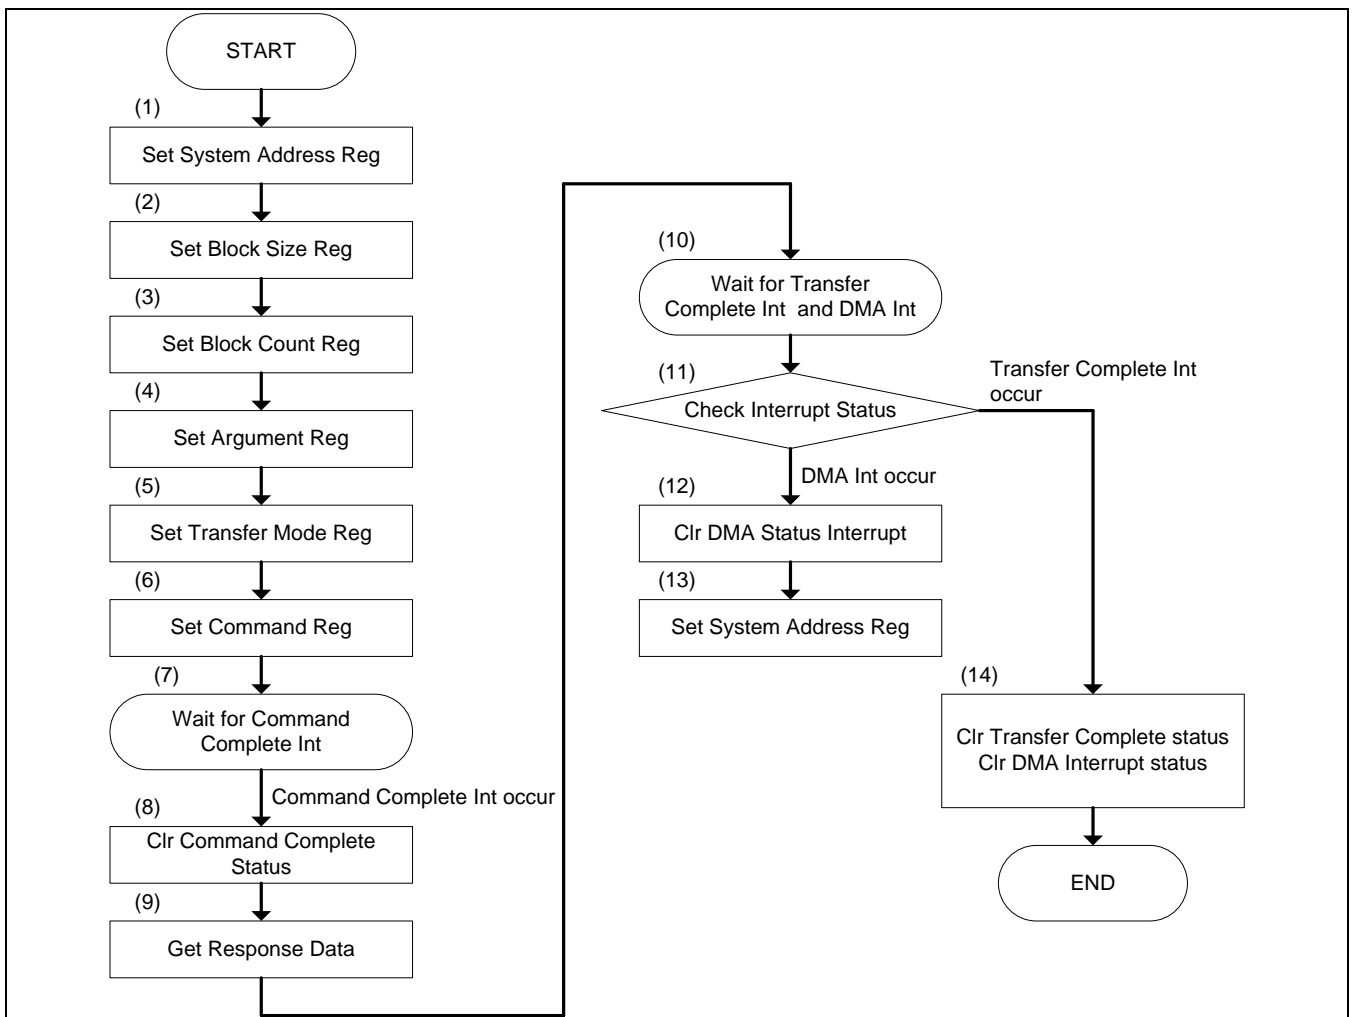 START
(1)
Set System Address Reg
(2)
Set Block Size Reg
(3)
Set Block Count Reg
(4)
Set Argument Reg
(5)
Set Transfer Mode Reg
(6)
Set Command Reg
(7)
Wait for Command
Complete Int
Command Complete Int occur
(8)
Clr Command Complete
Status
(9)
Get Response Data
(10)
Wait for Transfer
Complete Int and DMA Int
(11)
Check Interrupt Status
Transfer Complete Int
occur
DMA Int occur
(12)
Clr DMA Status Interrupt
(13)
Set System Address Reg
(14)
Clr Transfer Complete status
Clr DMA Interrupt status
END